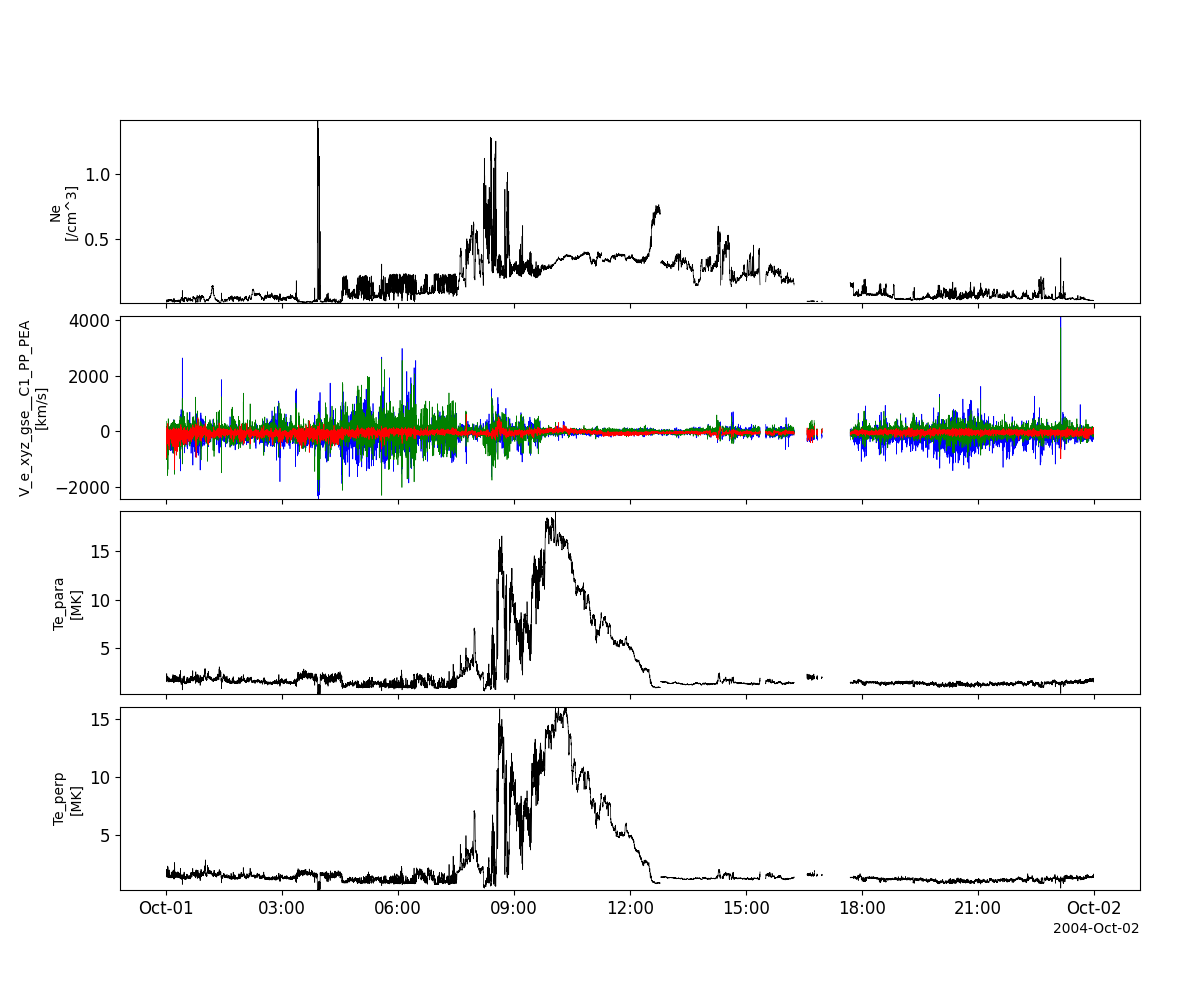 1.0
0.5
Ne
[/cm^3]
4000
2000
0
−2000
V_e_xyz_gse__C1_PP_PEA
[km/s]
15
10
5
Te_para
[MK]
15
10
5
Te_perp
[MK]
Oct-01 03:00 06:00 09:00 12:00 15:00 18:00 21:00 Oct-02
2004-Oct-02